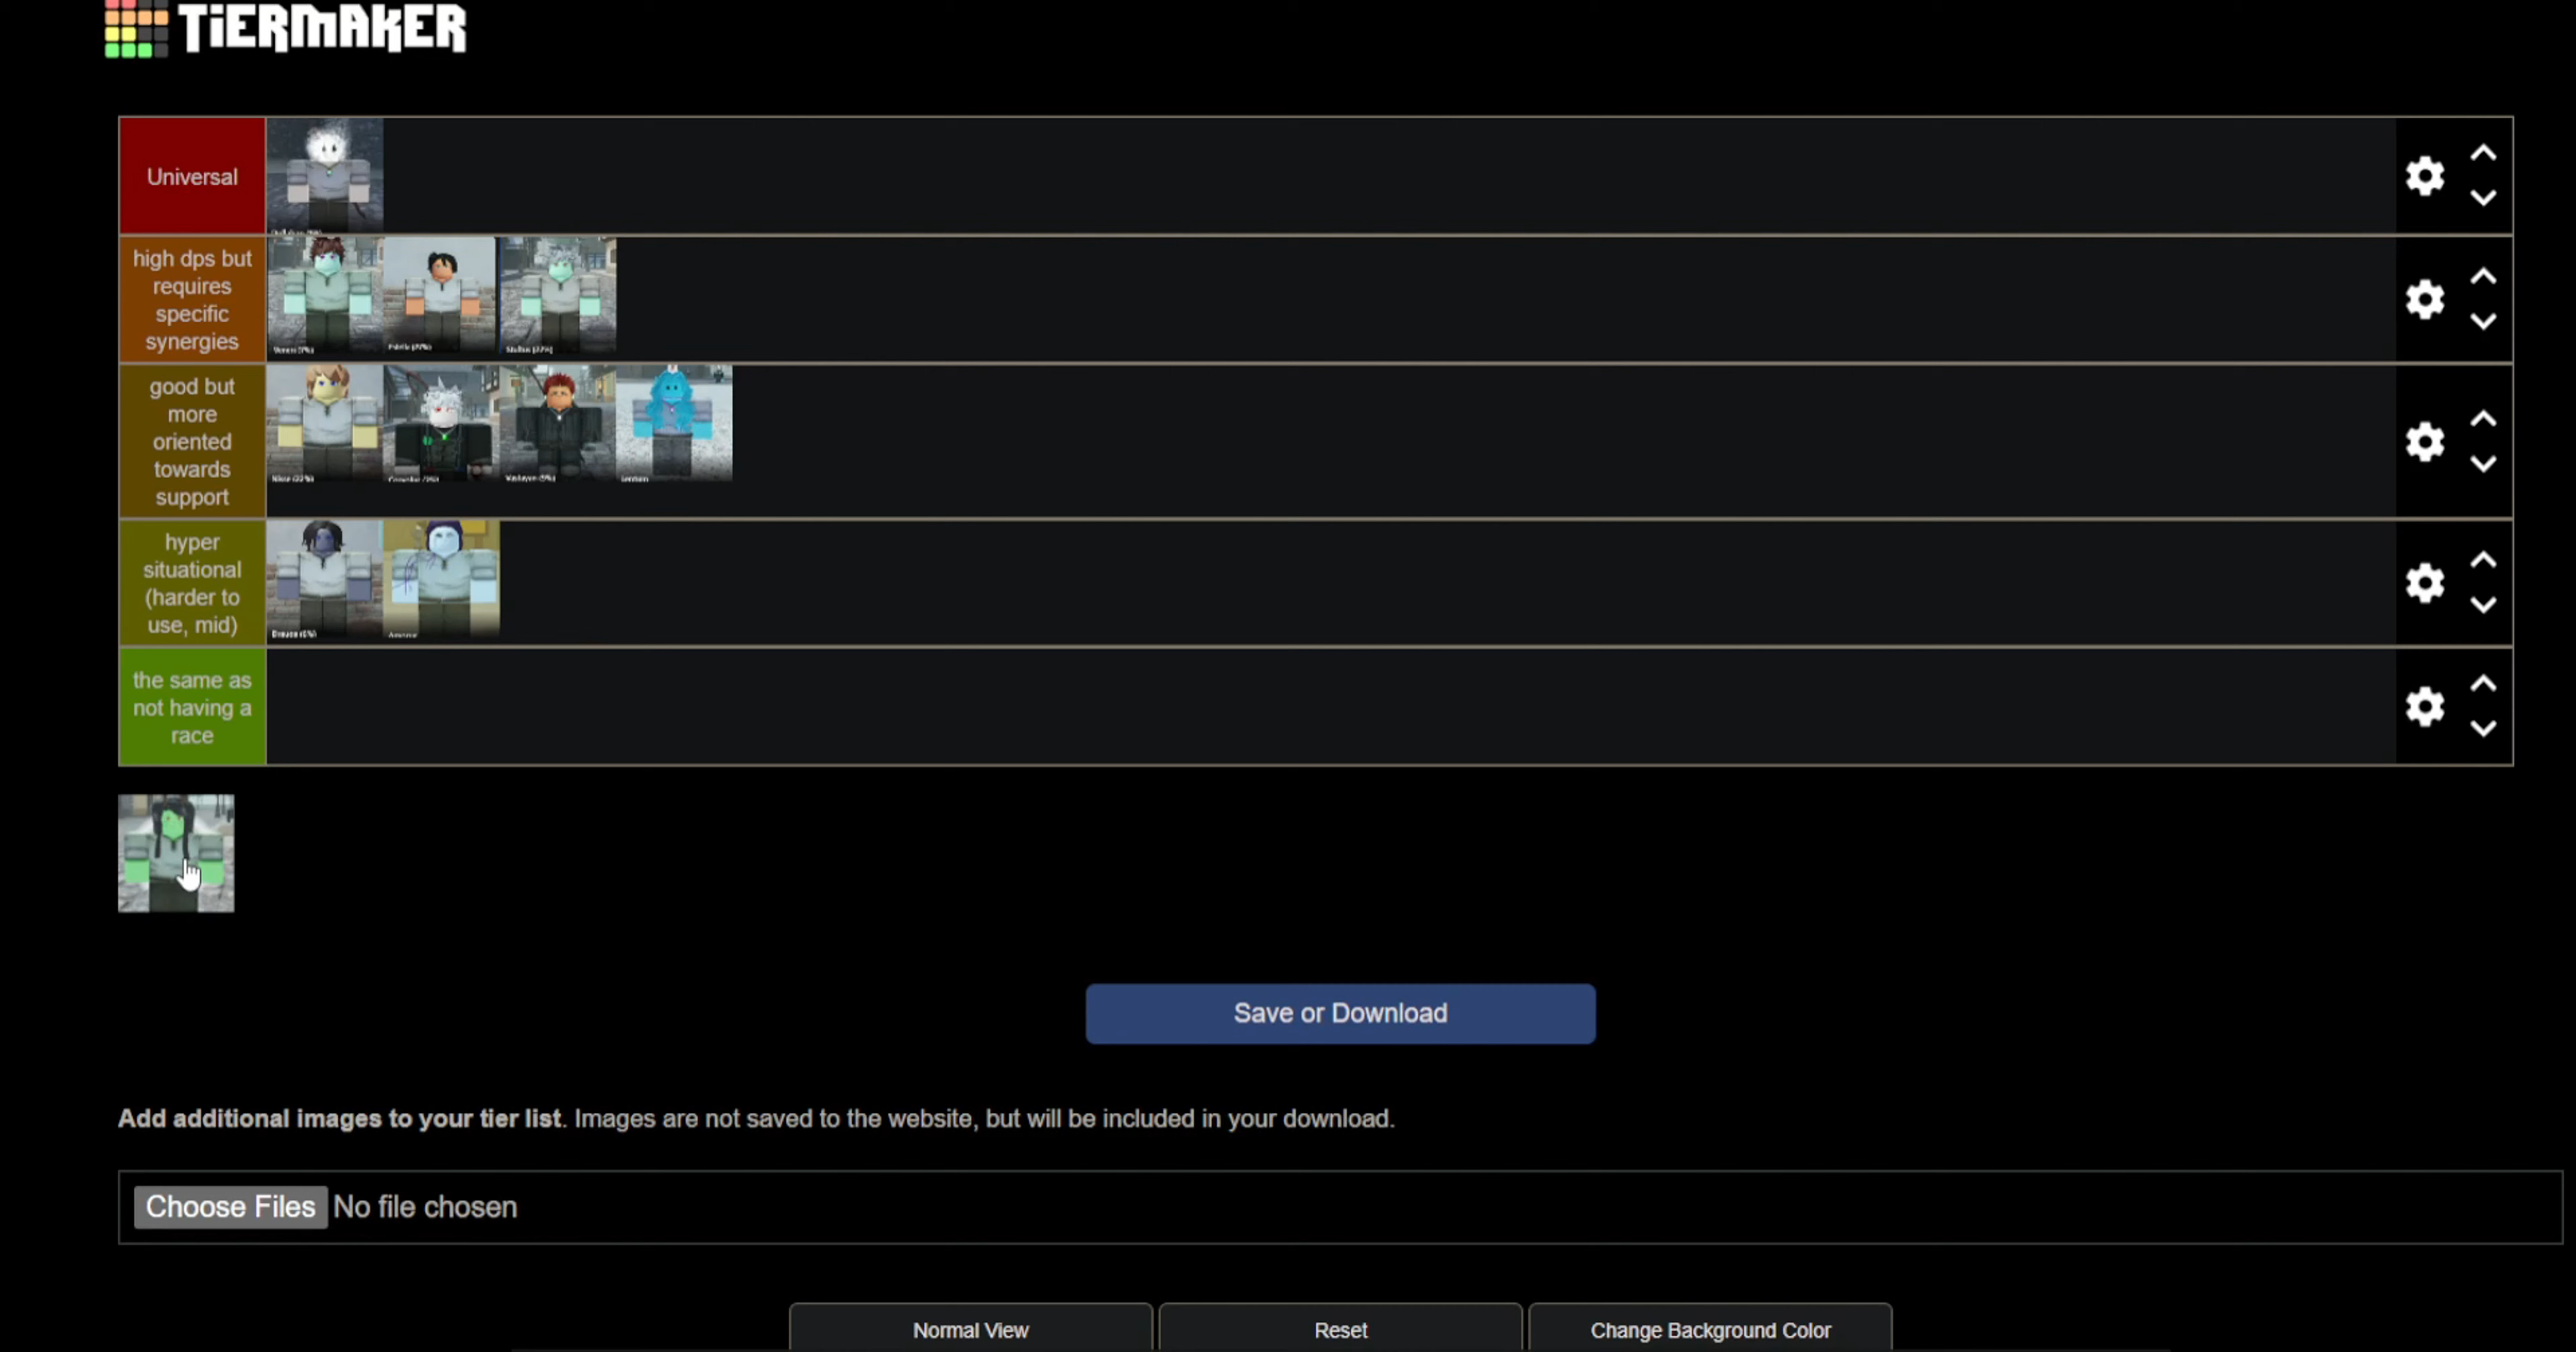 TiERMAKER
Universal
high dps but
requires
specific
synergies
good but
more
oriented
towards
support
hyper
situational
(harder to
use, mid)
the same as
not having a
race
Save or Download
Add additional images to your tier list. Images are not saved to the website, but will be included in your download.
Choose Files No file chosen
Normal View
Reset
Change Background Color